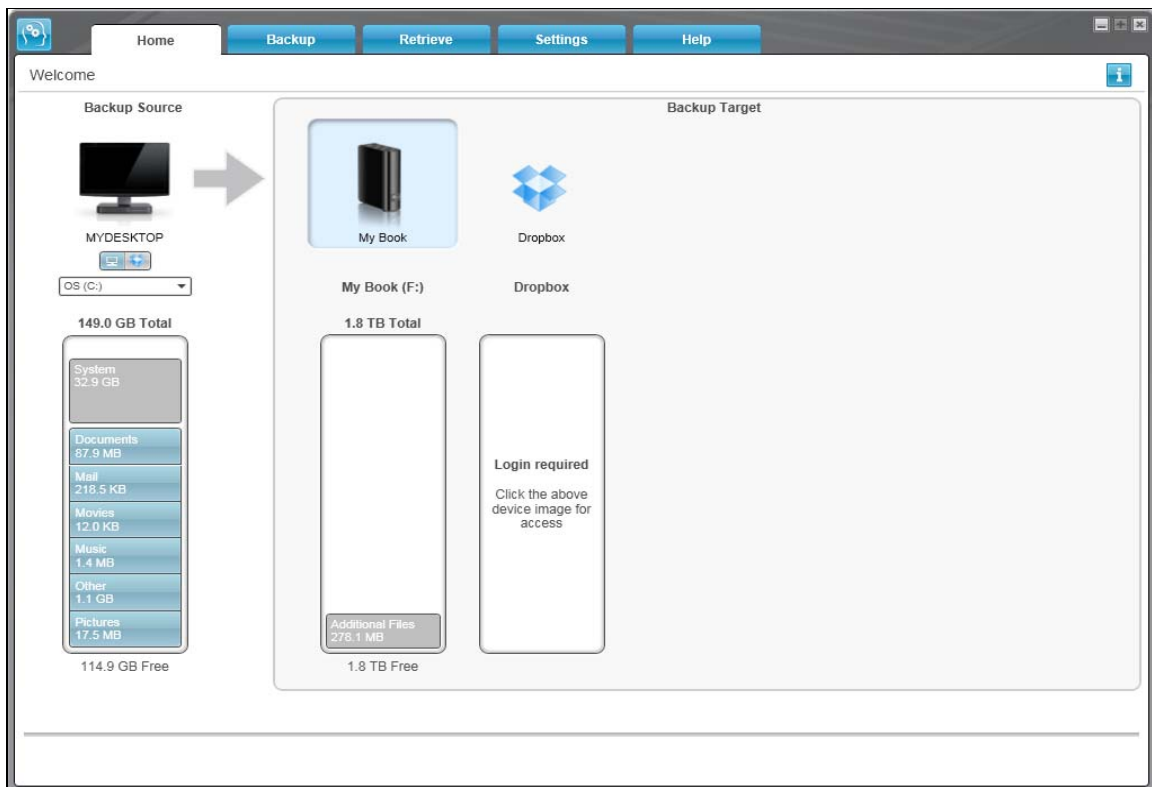 Home
Backup
Retrieve
Settings
Help
Welcome
Backup Source
Backup Target
MYDESKTOP
My Book
Dropbox
OS (C:)
My Book (F:)
Dropbox
149.0 GB Total
1.8 TB Total
System
32.9 GB
Documents
87.9 MB
Mail
218.5 KB
Movies
12.0 KB
Music
1.4 MB
Other
1.1 GB
Pictures
17.5 MB
114.9 GB Free
Additional Files
278.1 MB
1.8 TB Free
Login required
Click the above
device image for
access